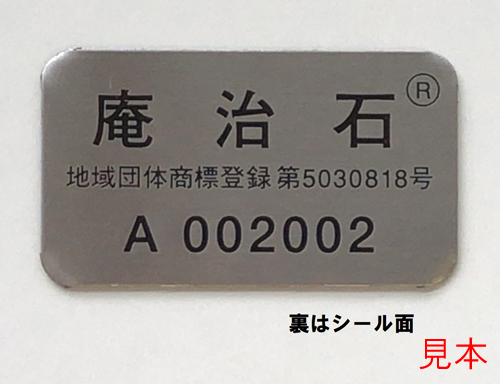 庵治石®
地域団体商標登録 第5030818号
A 002002
裏はシール面
見本